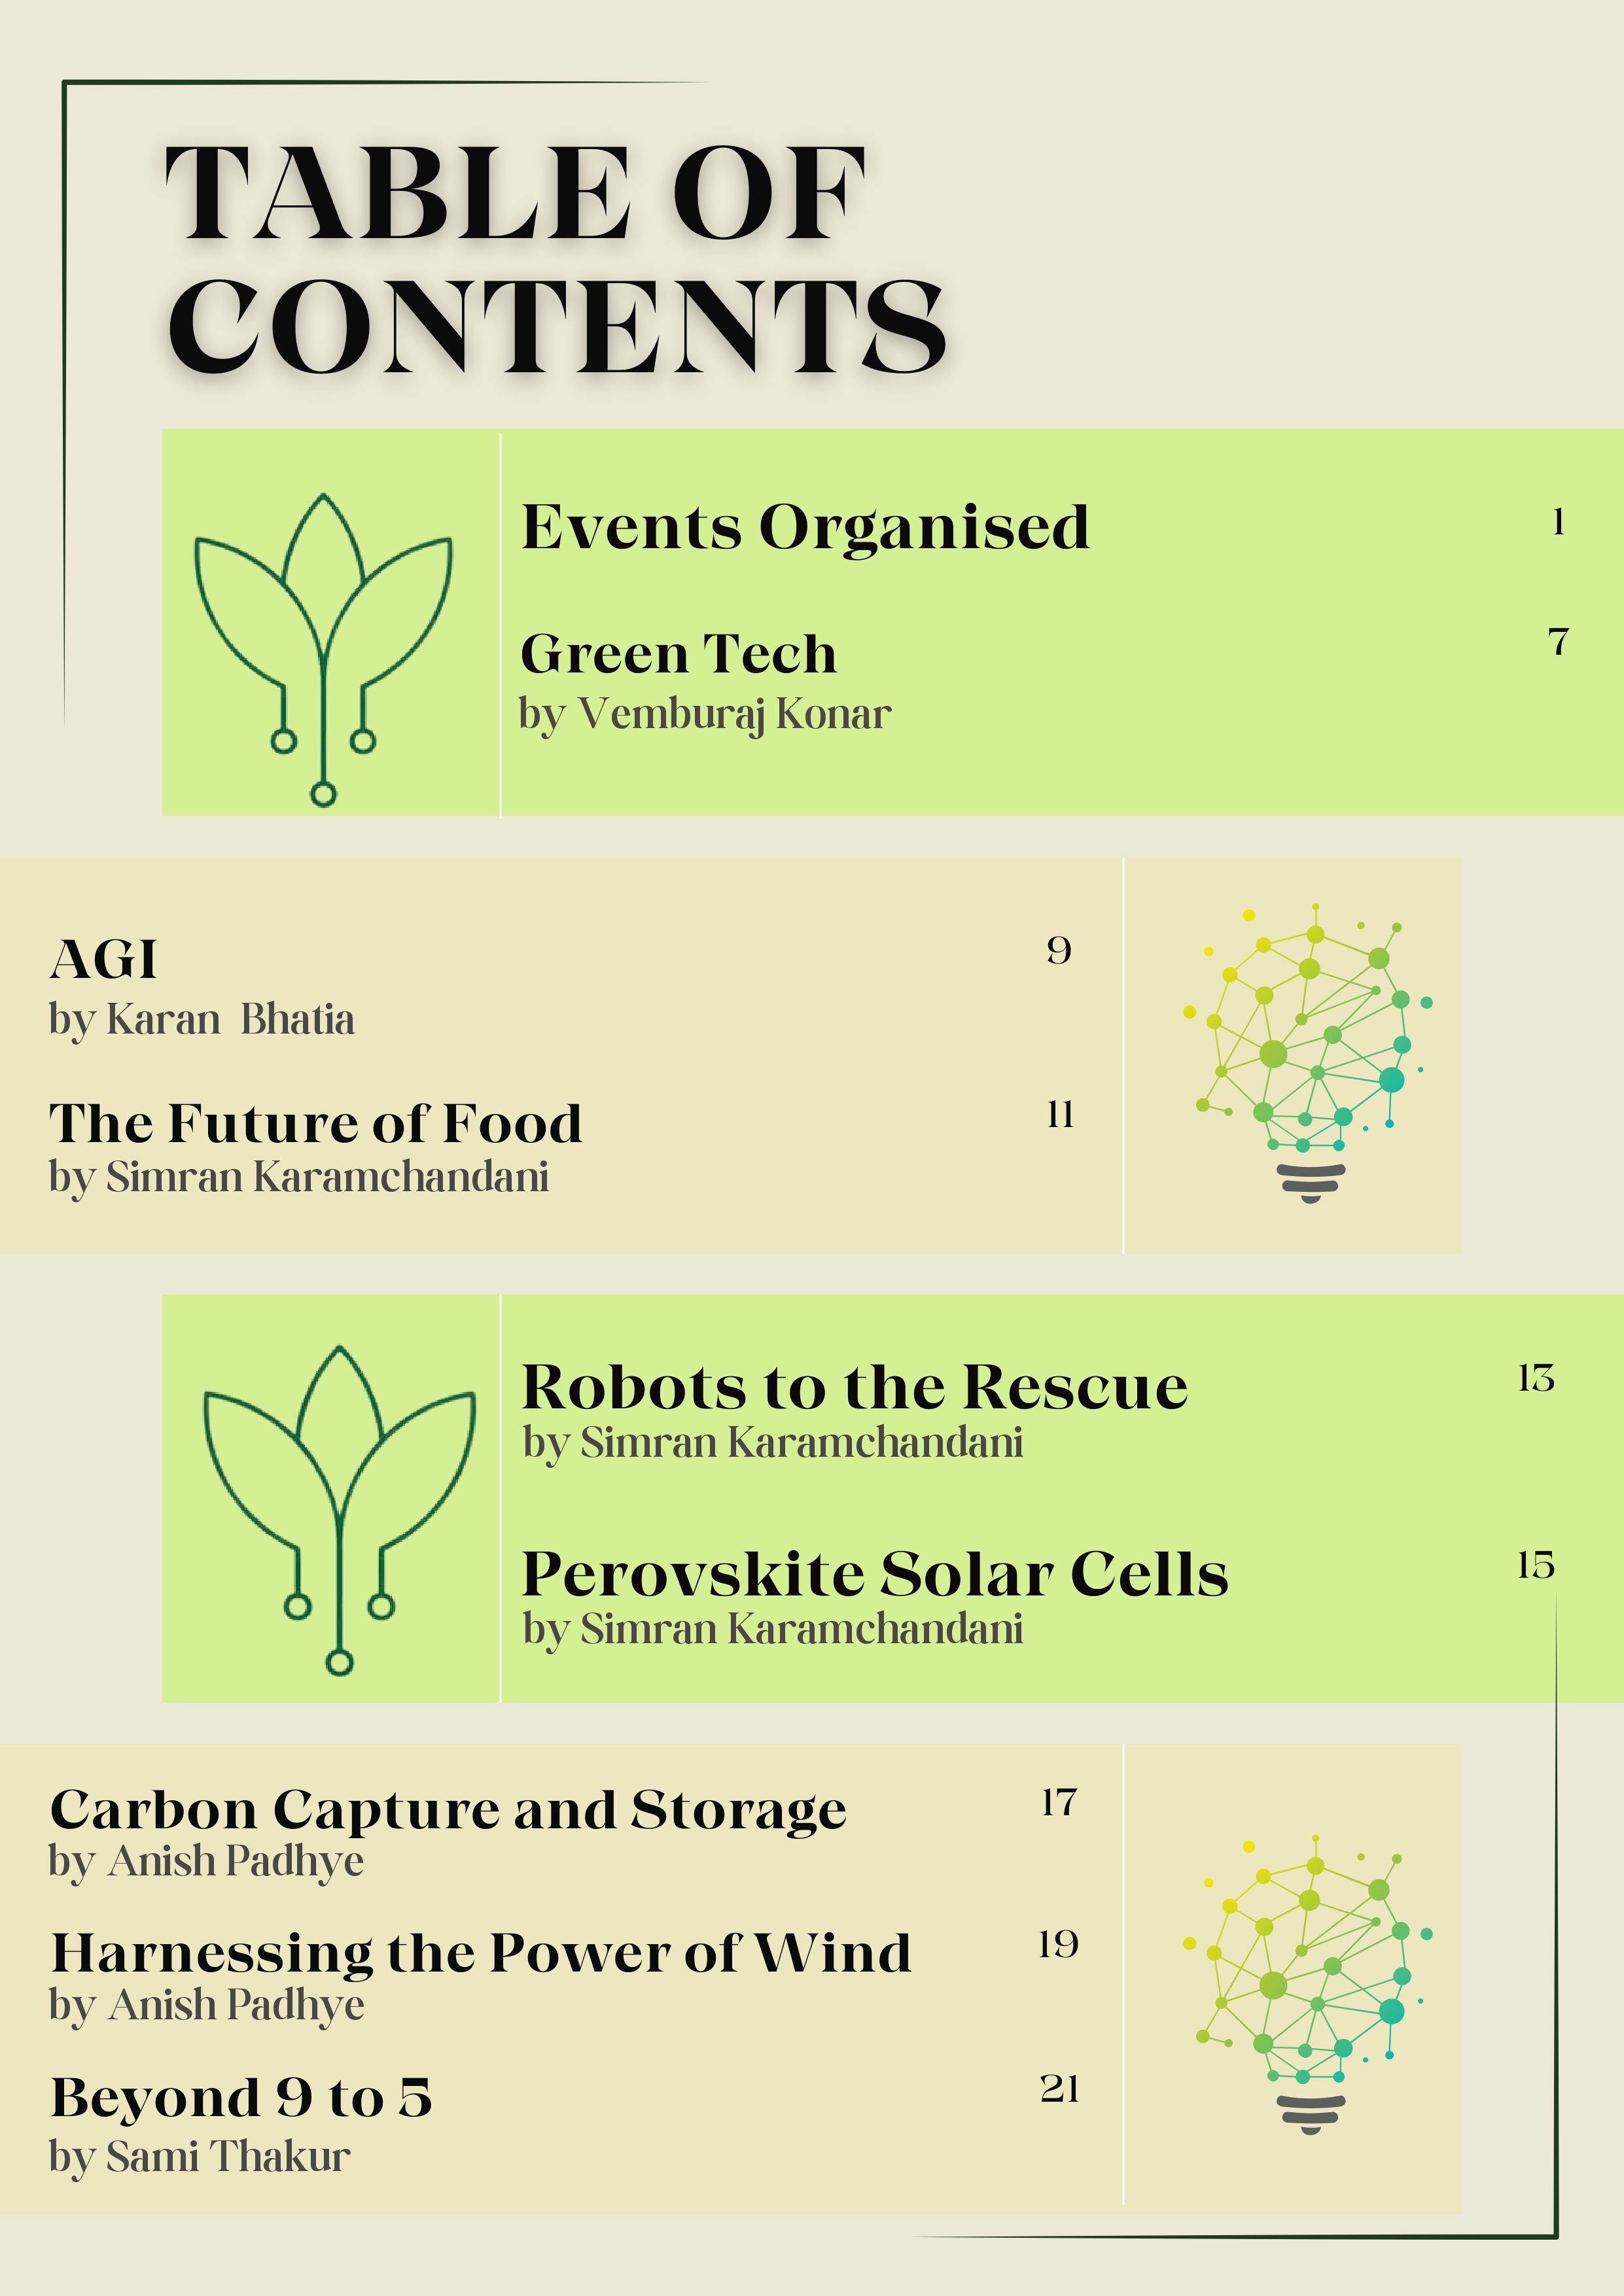 TABLE OF
CONTENTS
Events Organised 1
Green Tech 7
by Vemburaj Konar
AGI 9
by Karan Bhatia
The Future of Food 11
by Simran Karamchandani
Robots to the Rescue 13
by Simran Karamchandani
Perovskite Solar Cells 15
by Simran Karamchandani
Carbon Capture and Storage 17
by Anish Padhye
Harnessing the Power of Wind 19
by Anish Padhye
Beyond 9 to 5 21
by Sami Thakur